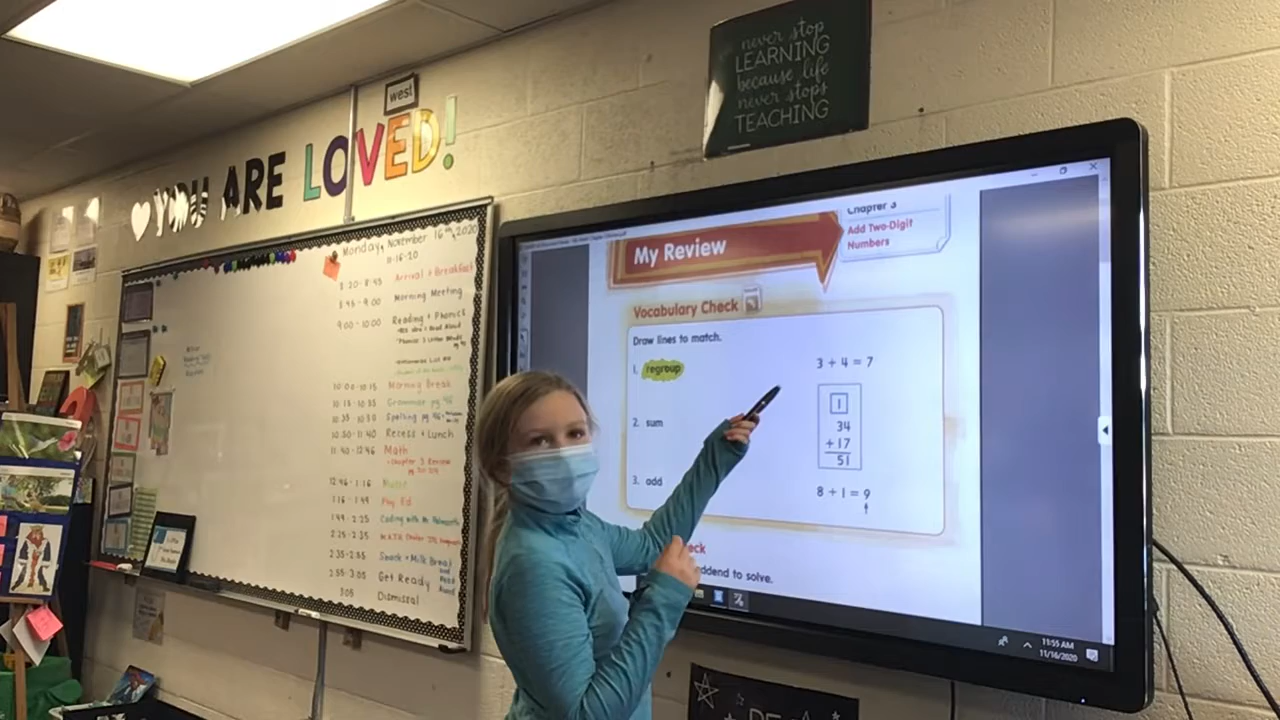 never stop
LEARNING
because life
never stops
TEACHING
west
YOU ARE LOVED!
Monday, November 16th, 2020
11-16-20
8:20-8:45 Arrival + Breakfast
8:45-9:00 Morning Meeting
9:00-10:00 Reading + Phonics
10:00-10:15 Morning Break
10:15-10:35 Grammar pg 46
10:35-10:50 Spelling pg 46
10:50-11:40 Recess + Lunch
11:40-12:46 Math
Chapter 3 Review
12:46-1:16 Music
1:16-1:49 Phy. Ed
1:49-2:25 Coding with Mr.
2:25-2:35
2:35-2:55 Snack + Milk Break
2:55-3:05 Get Ready
3:05 Dismissal
Chapter 3
My Review
Add Two-Digit
Numbers
Vocabulary Check
Draw lines to match.
1. regroup
3 + 4 = 7
1
34
2. sum
+ 17
51
3. add
8 + 1 = 9
ddend to solve.
11:55 AM
11/16/2020